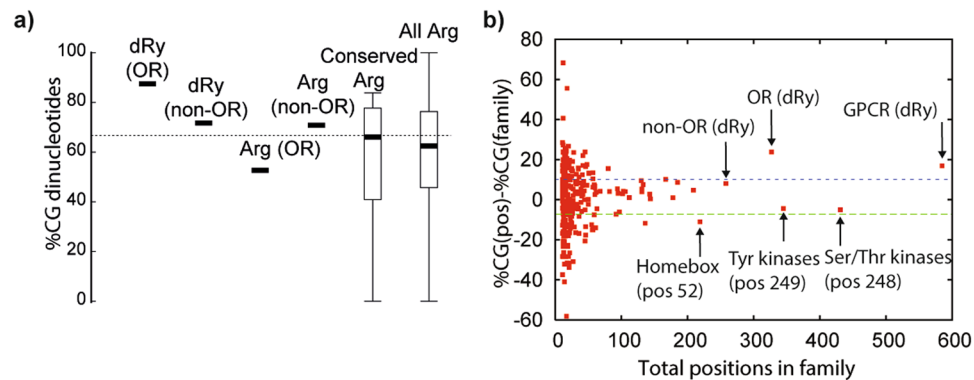 a)
%CG dinucleotides
100
80
60
40
20
0
dRy
(OR)
dRy
(non-OR)
Arg (OR)
Arg
(non-OR)
Conserved
Arg
All Arg
b)
%CG(pos)-%CG(family)
80
60
40
20
0
-20
-40
-60
non-OR (dRy)
OR (dRy)
GPCR (dRy)
Homebox
(pos 52)
Tyr kinases
(pos 249)
Ser/Thr kinases
(pos 248)
0 100 200 300 400 500 600
Total positions in family